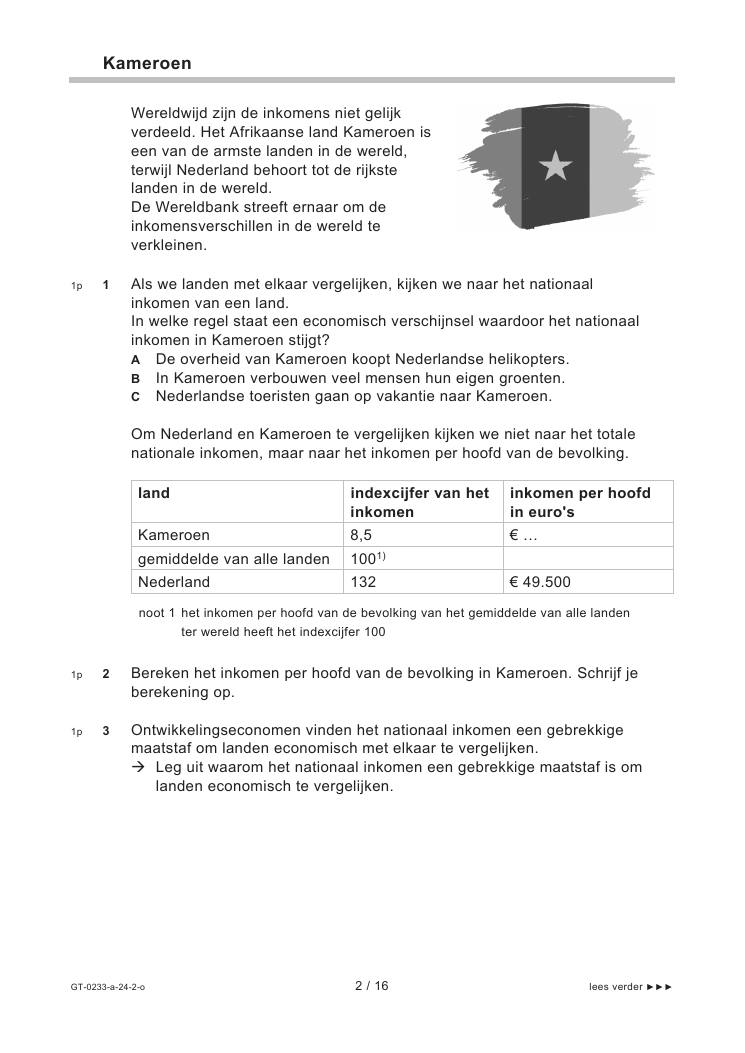 Kameroen
Wereldwijd zijn de inkomens niet gelijk
verdeeld. Het Afrikaanse land Kameroen is
een van de armste landen in de wereld,
terwijl Nederland behoort tot de rijkste
landen in de wereld.
De Wereldbank streeft ernaar om de
inkomensverschillen in de wereld te
verkleinen.
1p 1 Als we landen met elkaar vergelijken, kijken we naar het nationaal
inkomen van een land.
In welke regel staat een economisch verschijnsel waardoor het nationaal
inkomen in Kameroen stijgt?
A De overheid van Kameroen koopt Nederlandse helikopters.
B In Kameroen verbouwen veel mensen hun eigen groenten.
C Nederlandse toeristen gaan op vakantie naar Kameroen.
Om Nederland en Kameroen te vergelijken kijken we niet naar het totale
nationale inkomen, maar naar het inkomen per hoofd van de bevolking.
land indexcijfer van het inkomen inkomen per hoofd in euro's
Kameroen 8,5 € …
gemiddelde van alle landen 100¹⁾
Nederland 132 € 49.500
noot 1 het inkomen per hoofd van de bevolking van het gemiddelde van alle landen
ter wereld heeft het indexcijfer 100
1p 2 Bereken het inkomen per hoofd van de bevolking in Kameroen. Schrijf je
berekening op.
1p 3 Ontwikkelingseconomen vinden het nationaal inkomen een gebrekkige
maatstaf om landen economisch met elkaar te vergelijken.
→ Leg uit waarom het nationaal inkomen een gebrekkige maatstaf is om
landen economisch te vergelijken.
GT-0233-a-24-2-o 2 / 16 lees verder ►►►